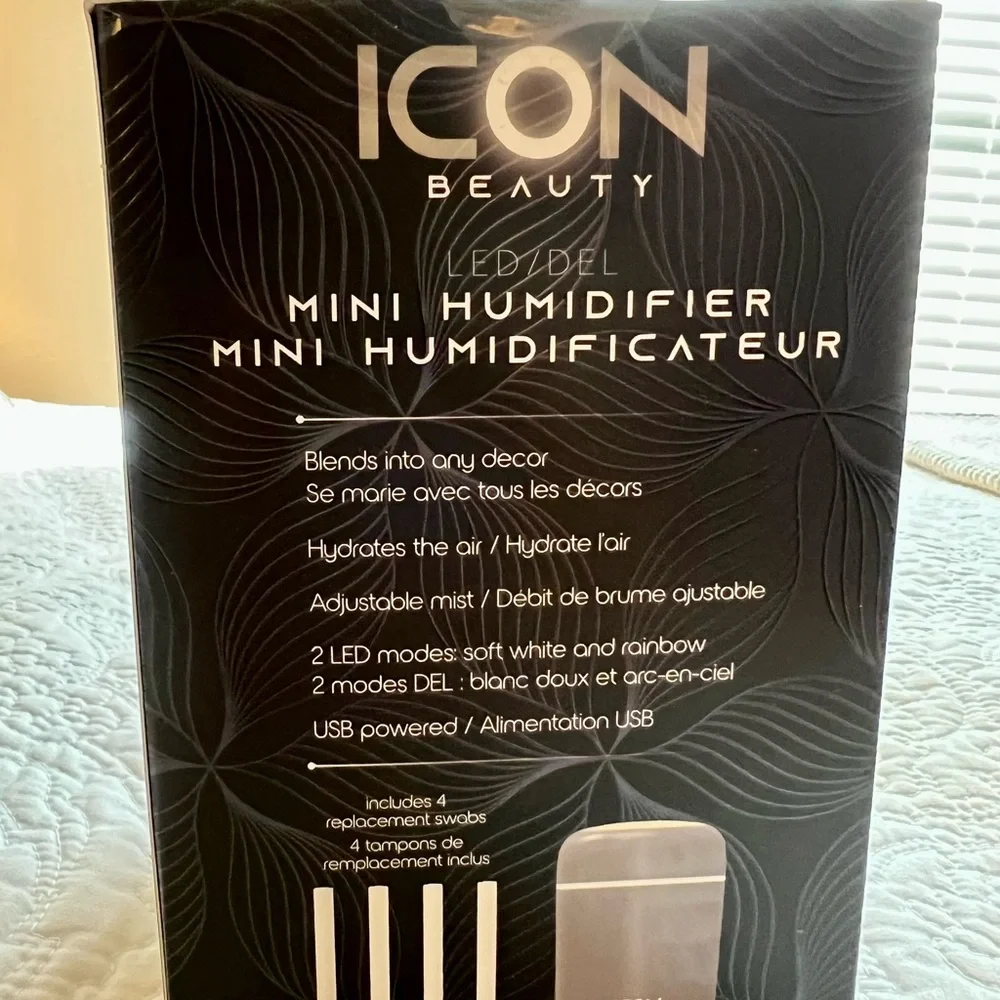 ICON
BEAUTY
LED/DEL
MINI HUMIDIFIER
MINI HUMIDIFICATEUR
Blends into any decor
Se marie avec tous les décors
Hydrates the air / Hydrate l'air
Adjustable mist / Débit de brume ajustable
2 LED modes: soft white and rainbow
2 modes DEL : blanc doux et arc-en-ciel
USB powered / Alimentation USB
includes 4
replacement swabs
4 tampons de
remplacement inclus